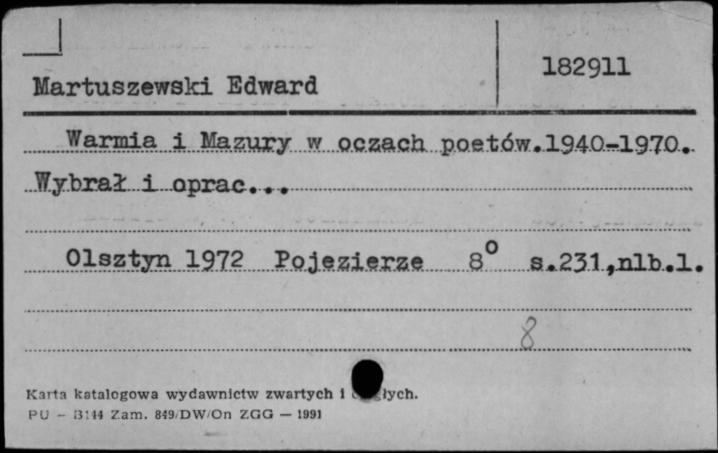 182911
Martuszewski Edward
Warmia i Mazury w oczach poetów.1940-1970.
Wybrał i oprac...
Olsztyn 1972 Pojezierze 8° s.231,nlb.1.
8
Karta katalogowa wydawnictw zwartych i
PU - B144 Zam. 849/DW/On ZGG — 1991